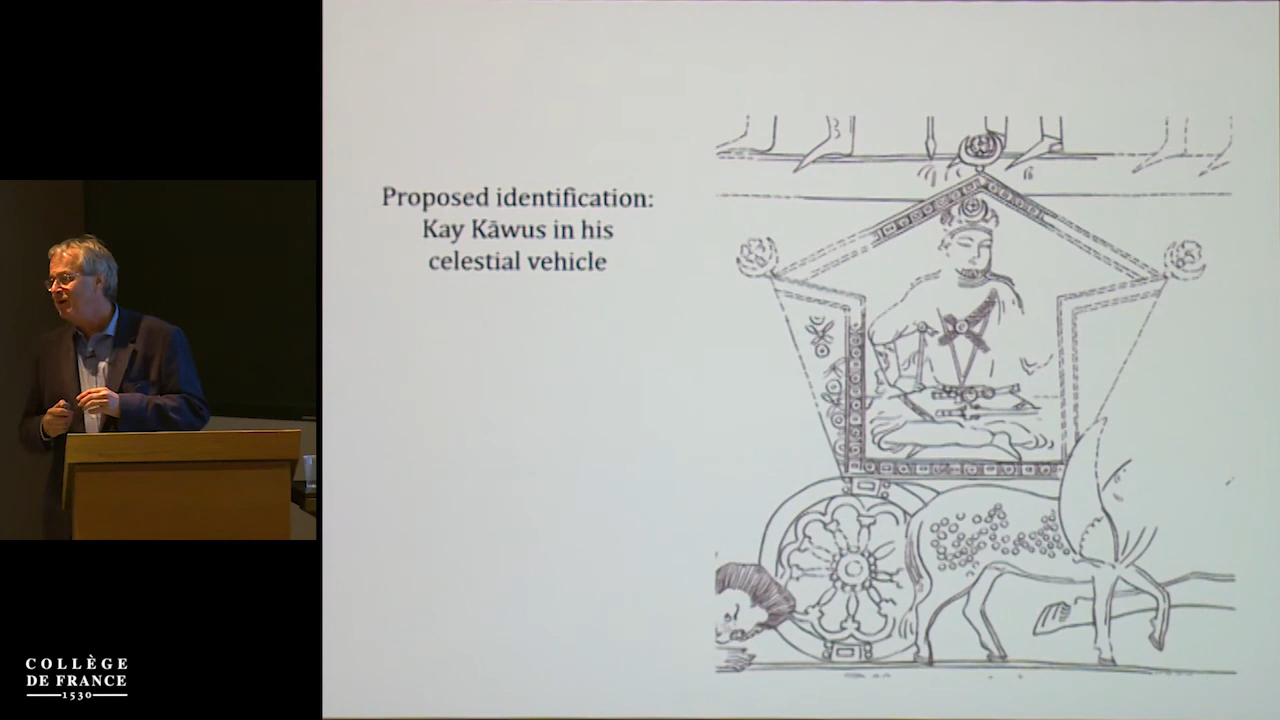 Proposed identification:
Kay Kāwus in his
celestial vehicle
COLLÈGE
DE FRANCE
1530